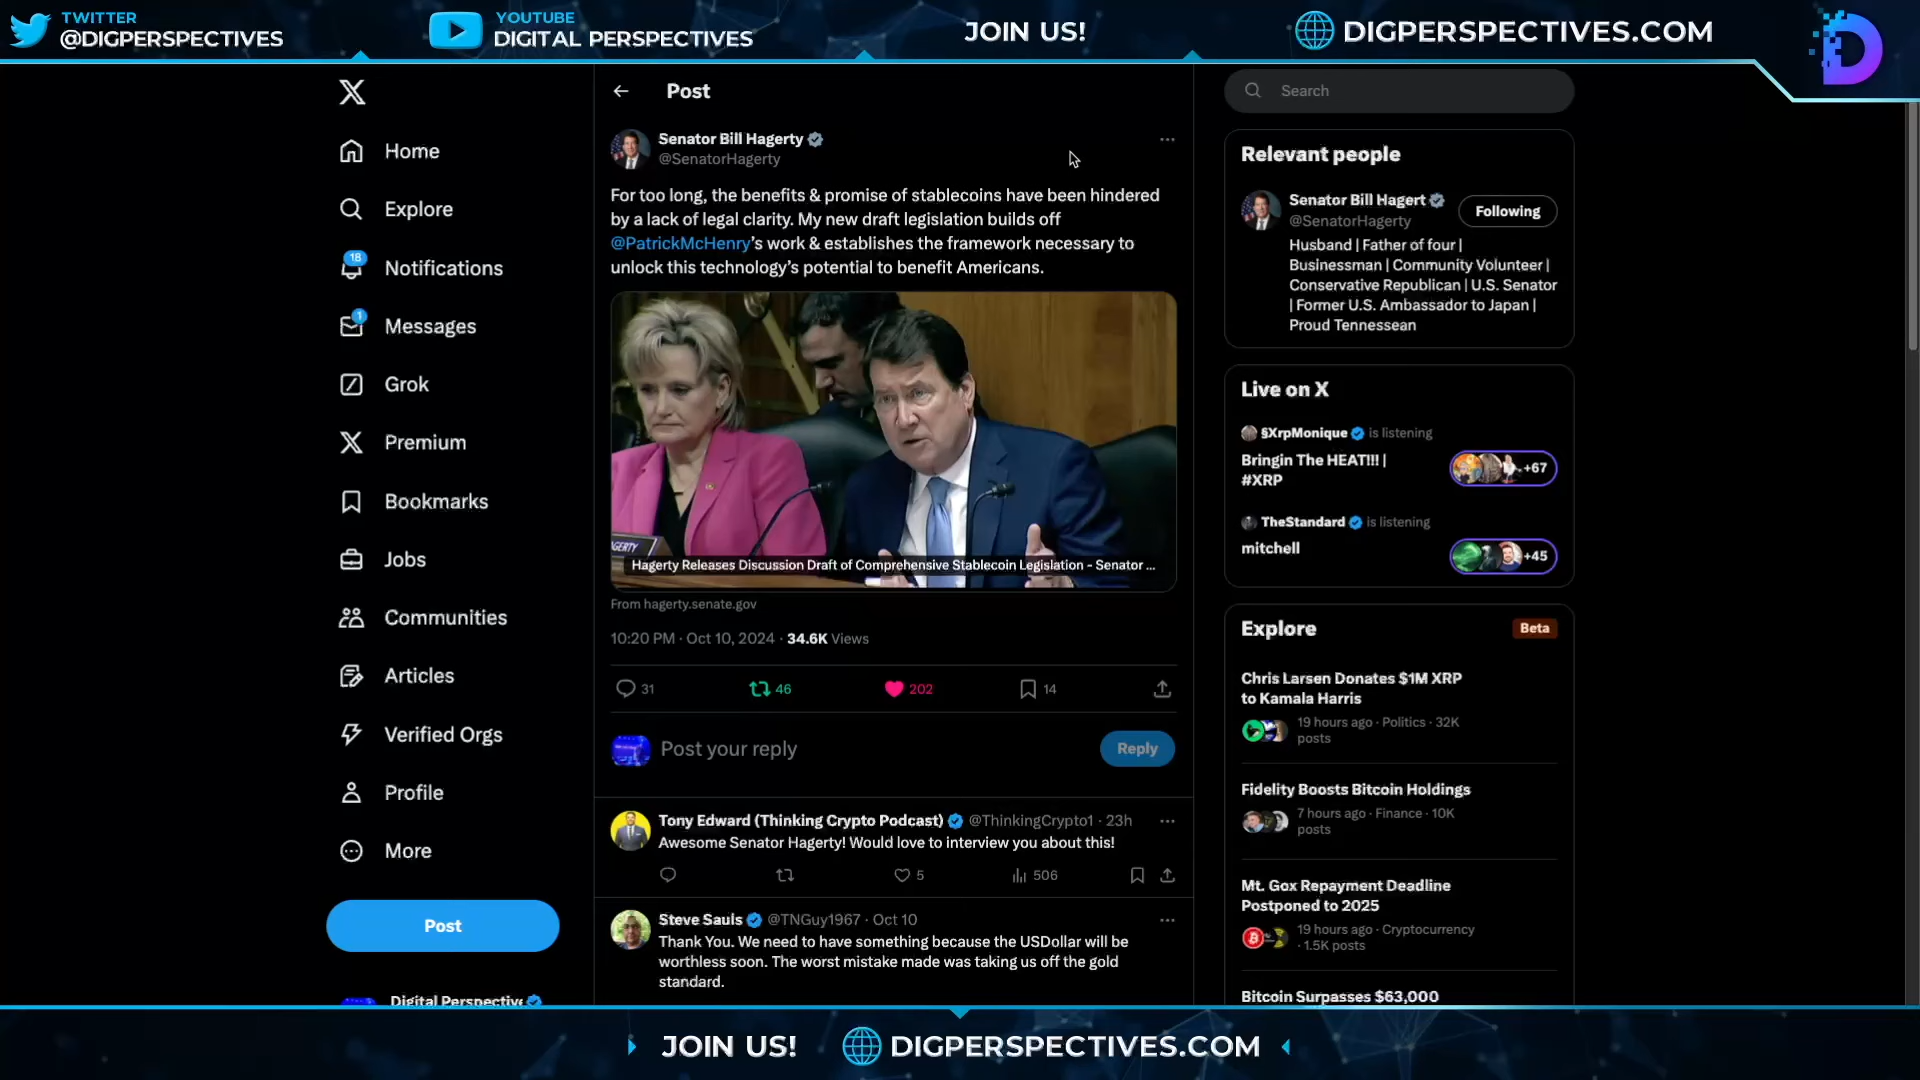 TWITTER
@DIGPERSPECTIVES
YOUTUBE
DIGITAL PERSPECTIVES
JOIN US!
DIGPERSPECTIVES.COM
Home
Explore
18
Notifications
1
Messages
Grok
Premium
Bookmarks
Jobs
Communities
Articles
Verified Orgs
Profile
More
Post
Digital Perspective
Post
Senator Bill Hagerty
@SenatorHagerty
For too long, the benefits & promise of stablecoins have been hindered
by a lack of legal clarity. My new draft legislation builds off
@PatrickMcHenry's work & establishes the framework necessary to
unlock this technology's potential to benefit Americans.
Hagerty Releases Discussion Draft of Comprehensive Stablecoin Legislation - Senator ...
From hagerty.senate.gov
10:20 PM · Oct 10, 2024 · 34.6K Views
31
46
202
14
Post your reply
Reply
Tony Edward (Thinking Crypto Podcast) @ThinkingCrypto1 · 23h
Awesome Senator Hagerty! Would love to interview you about this!
5
506
Steve Sauls @TNGuy1967 · Oct 10
Thank You. We need to have something because the USDollar will be
worthless soon. The worst mistake made was taking us off the gold
standard.
Search
Relevant people
Senator Bill Hagert
@SenatorHagerty
Following
Husband | Father of four |
Businessman | Community Volunteer |
Conservative Republican | U.S. Senator
| Former U.S. Ambassador to Japan |
Proud Tennessean
Live on X
§XrpMonique is listening
Bringin The HEAT!!! |
#XRP
+67
TheStandard is listening
mitchell
+45
Explore
Beta
Chris Larsen Donates $1M XRP
to Kamala Harris
19 hours ago · Politics · 32K
posts
Fidelity Boosts Bitcoin Holdings
7 hours ago · Finance · 10K
posts
Mt. Gox Repayment Deadline
Postponed to 2025
19 hours ago · Cryptocurrency
· 1.5K posts
Bitcoin Surpasses $63,000
JOIN US!
DIGPERSPECTIVES.COM